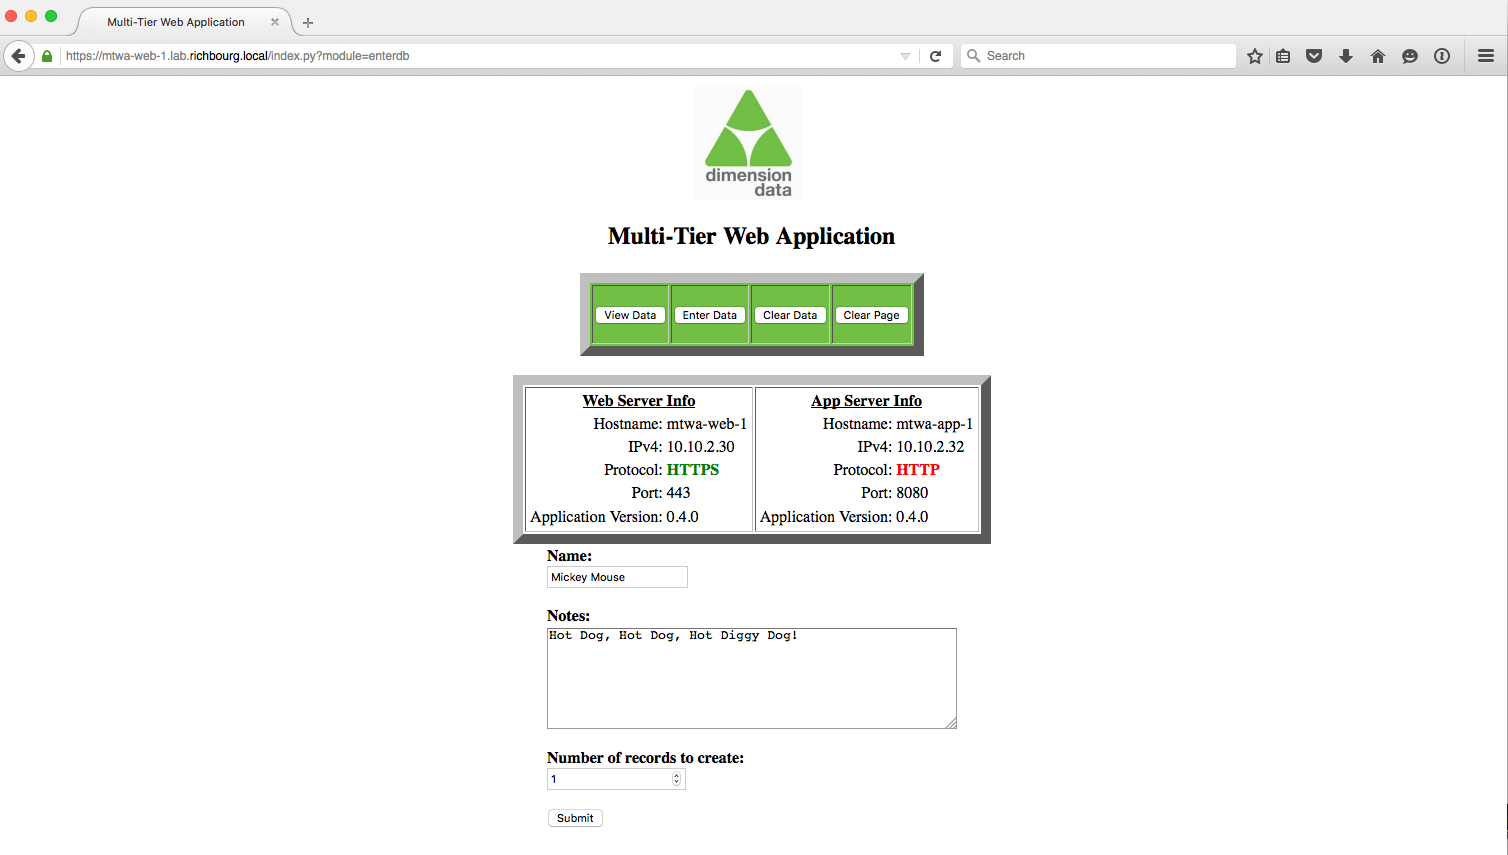 Multi-Tier Web Application
https://mtwa-web-1.lab.richbourg.local/index.py?module=enterdb
Search
dimension
data
Multi-Tier Web Application
View Data Enter Data Clear Data Clear Page
Web Server Info
Hostname: mtwa-web-1
IPv4: 10.10.2.30
Protocol: HTTPS
Port: 443
Application Version: 0.4.0
App Server Info
Hostname: mtwa-app-1
IPv4: 10.10.2.32
Protocol: HTTP
Port: 8080
Application Version: 0.4.0
Name:
Mickey Mouse
Notes:
Hot Dog, Hot Dog, Hot Diggy Dog!
Number of records to create:
1
Submit